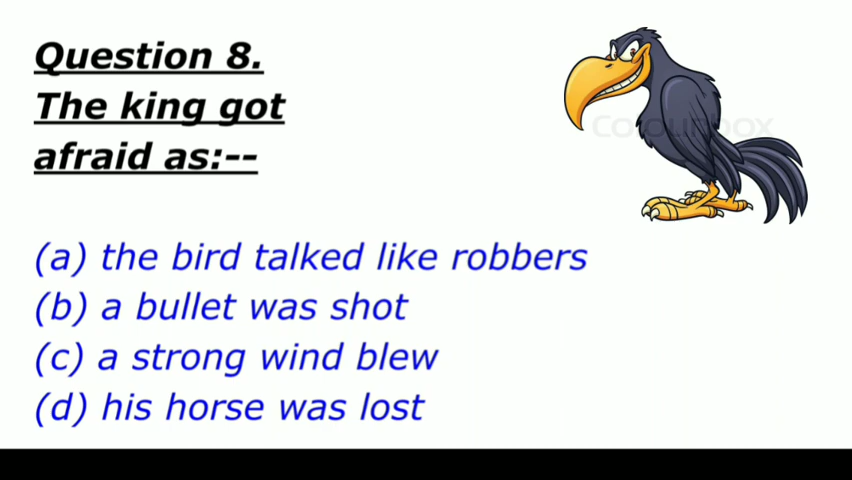 Question 8.
The king got
afraid as:--
(a) the bird talked like robbers
(b) a bullet was shot
(c) a strong wind blew
(d) his horse was lost